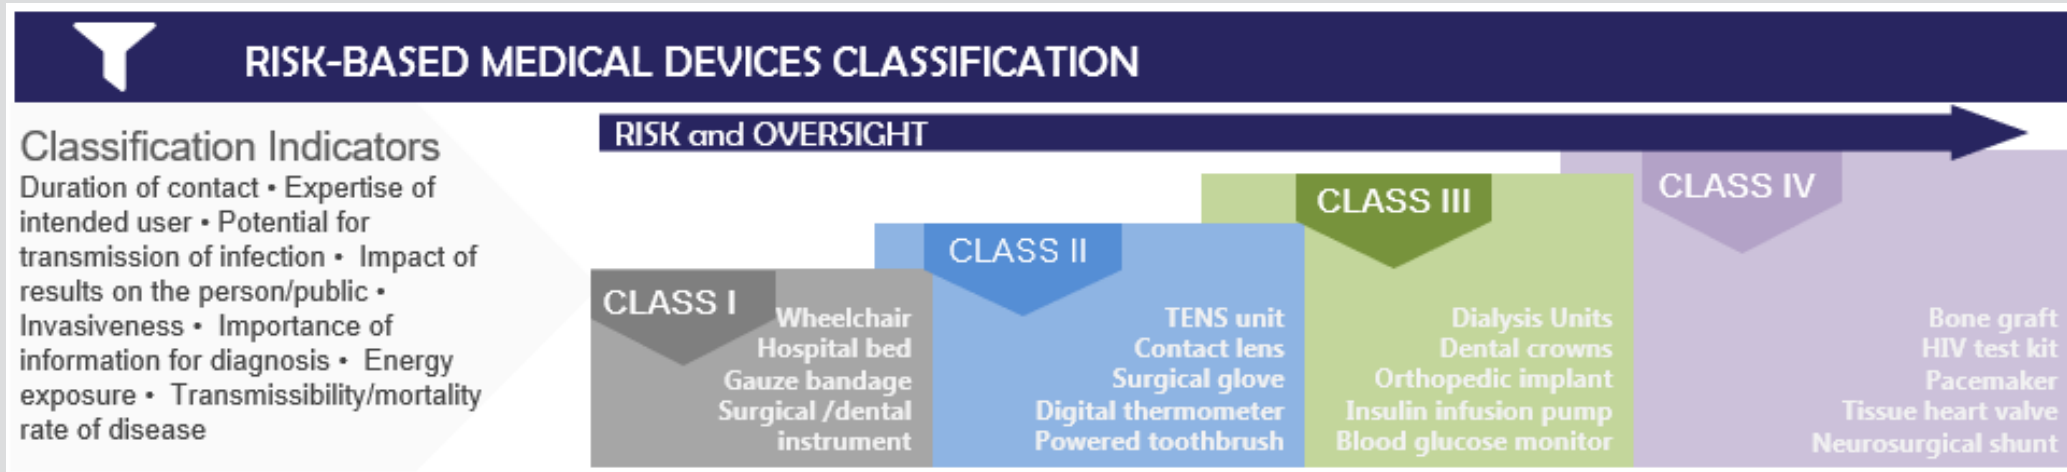 RISK-BASED MEDICAL DEVICES CLASSIFICATION
Classification Indicators
Duration of contact • Expertise of
intended user • Potential for
transmission of infection • Impact of
results on the person/public •
Invasiveness • Importance of
information for diagnosis • Energy
exposure • Transmissibility/mortality
rate of disease
RISK and OVERSIGHT
CLASS I
Wheelchair
Hospital bed
Gauze bandage
Surgical /dental
instrument
CLASS II
TENS unit
Contact lens
Surgical glove
Digital thermometer
Powered toothbrush
CLASS III
Dialysis Units
Dental crowns
Orthopedic implant
Insulin infusion pump
Blood glucose monitor
CLASS IV
Bone graft
HIV test kit
Pacemaker
Tissue heart valve
Neurosurgical shunt